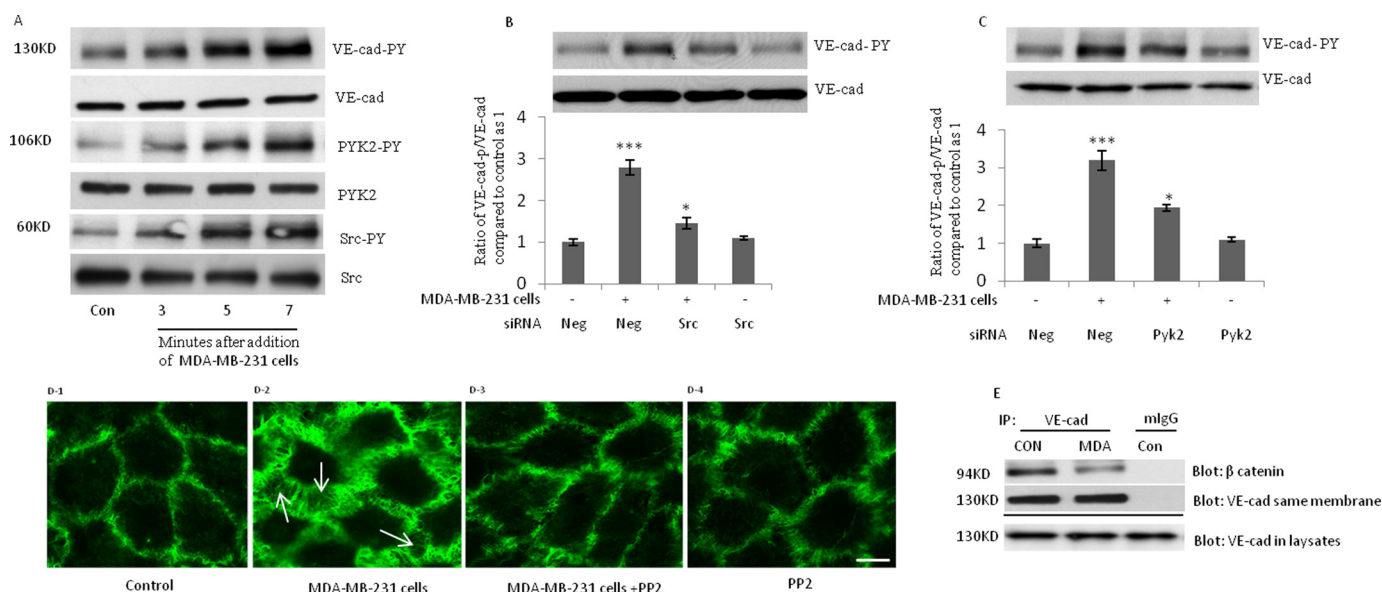 A
130KD
VE-cad-PY
VE-cad
106KD
PYK2-PY
PYK2
60KD
Src-PY
Src
Con 3 5 7
Minutes after addition
of MDA-MB-231 cells
B
VE-cad-PY
VE-cad
Ratio of VE-cad-p/VE-cad
compared to control as 1
4
3
2
1
0
***
*
MDA-MB-231 cells - + + -
siRNA Neg Neg Src Src
C
VE-cad- PY
VE-cad
Ratio of VE-cad-p/VE-cad
compared to control as 1
4
3
2
1
0
***
*
MDA-MB-231 cells - + + -
siRNA Neg Neg Pyk2 Pyk2
D-1 D-2 D-3 D-4
Control MDA-MB-231 cells MDA-MB-231 cells +PP2 PP2
E
IP: VE-cad mIgG
CON MDA Con
94KD Blot: β catenin
130KD Blot: VE-cad same membrane
130KD Blot: VE-cad in laysates